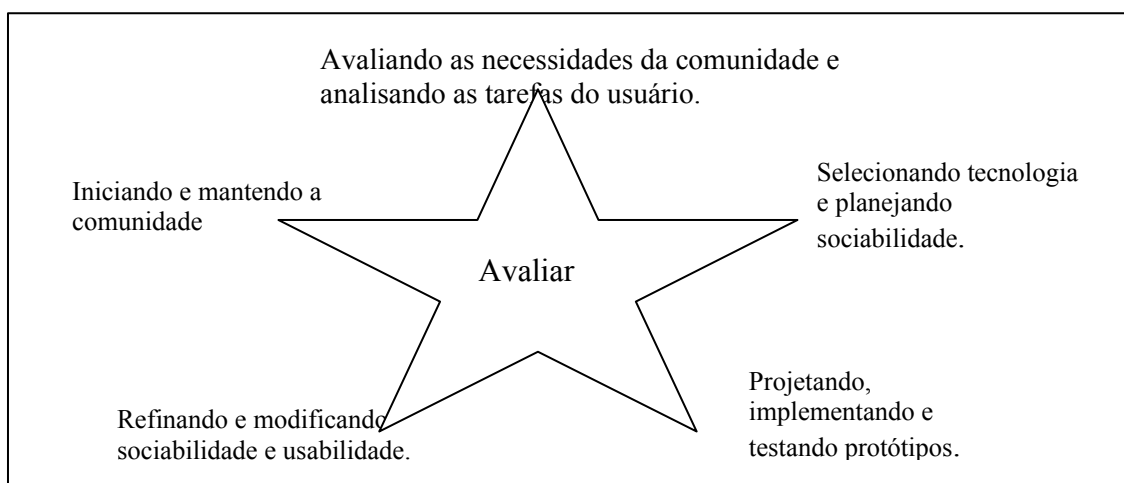 Avaliando as necessidades da comunidade e
analisando as tarefas do usuário.
Selecionando tecnologia
e planejando
sociabilidade.
Iniciando e mantendo a
comunidade
Avaliar
Projetando,
implementando e
testando protótipos.
Refinando e modificando
sociabilidade e usabilidade.